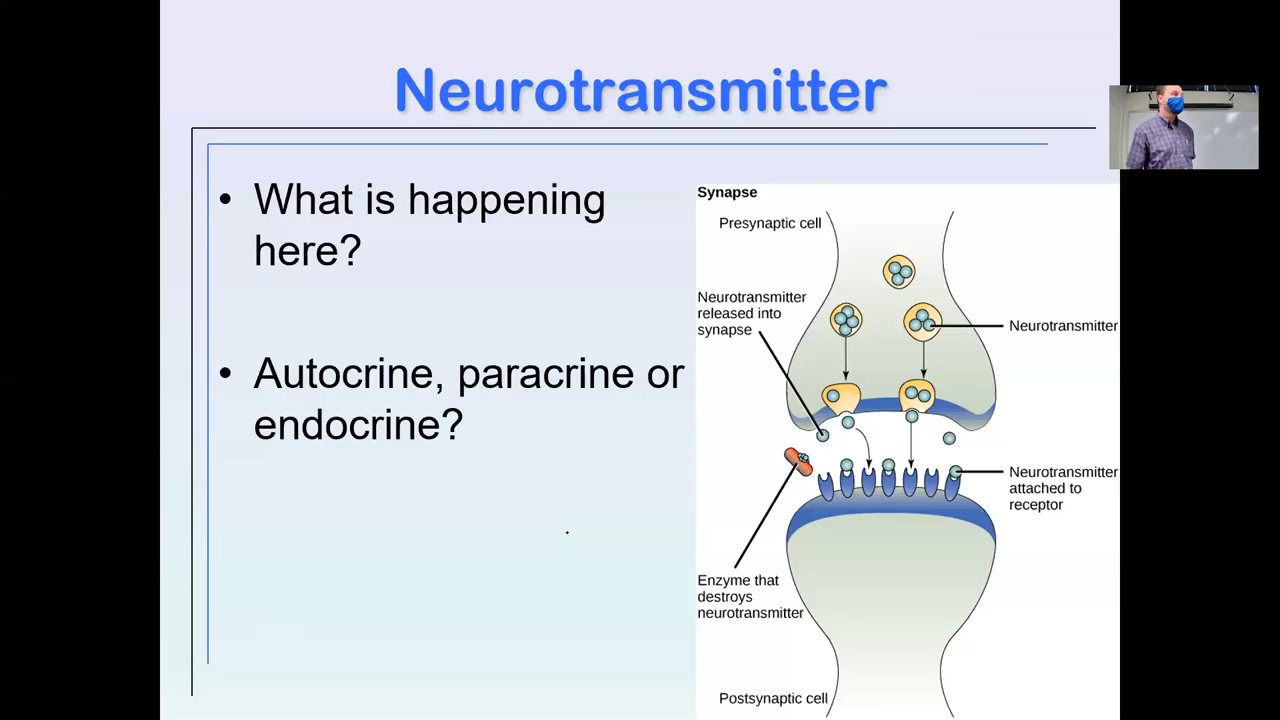 Neurotransmitter
• What is happening
here?
• Autocrine, paracrine or
endocrine?
Synapse
Presynaptic cell
Neurotransmitter
released into
synapse
Neurotransmitter
Neurotransmitter
attached to
receptor
Enzyme that
destroys
neurotransmitter
Postsynaptic cell